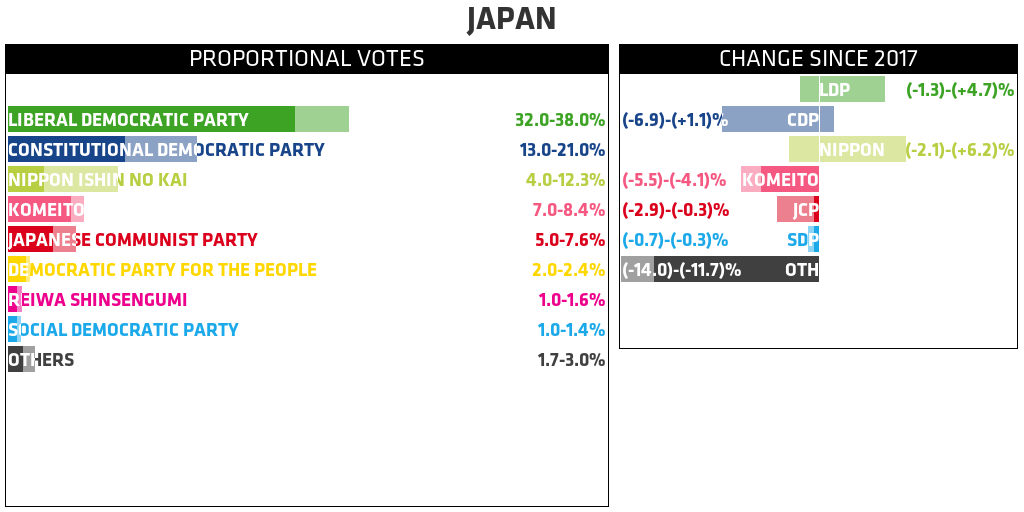 JAPAN
PROPORTIONAL VOTES
LIBERAL DEMOCRATIC PARTY 32.0-38.0%
CONSTITUTIONAL DEMOCRATIC PARTY 13.0-21.0%
NIPPON ISHIN NO KAI 4.0-12.3%
KOMEITO 7.0-8.4%
JAPANESE COMMUNIST PARTY 5.0-7.6%
DEMOCRATIC PARTY FOR THE PEOPLE 2.0-2.4%
REIWA SHINSENGUMI 1.0-1.6%
SOCIAL DEMOCRATIC PARTY 1.0-1.4%
OTHERS 1.7-3.0%
CHANGE SINCE 2017
LDP (-1.3)-(+4.7)%
(-6.9)-(+1.1)% CDP
NIPPON (-2.1)-(+6.2)%
(-5.5)-(-4.1)% KOMEITO
(-2.9)-(-0.3)% JCP
(-0.7)-(-0.3)% SDP
(-14.0)-(-11.7)% OTH